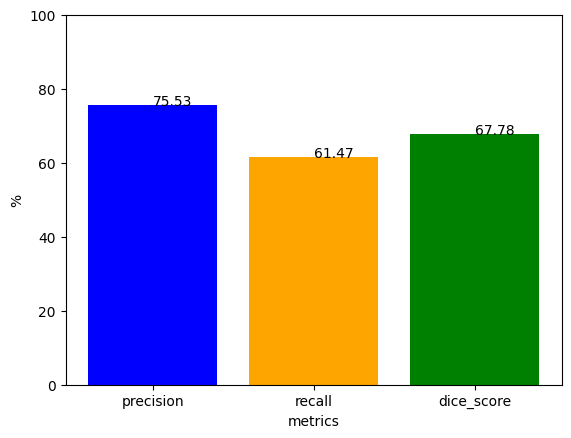 100
80
60
40
20
0
%
75.53
61.47
67.78
precision
recall
dice_score
metrics